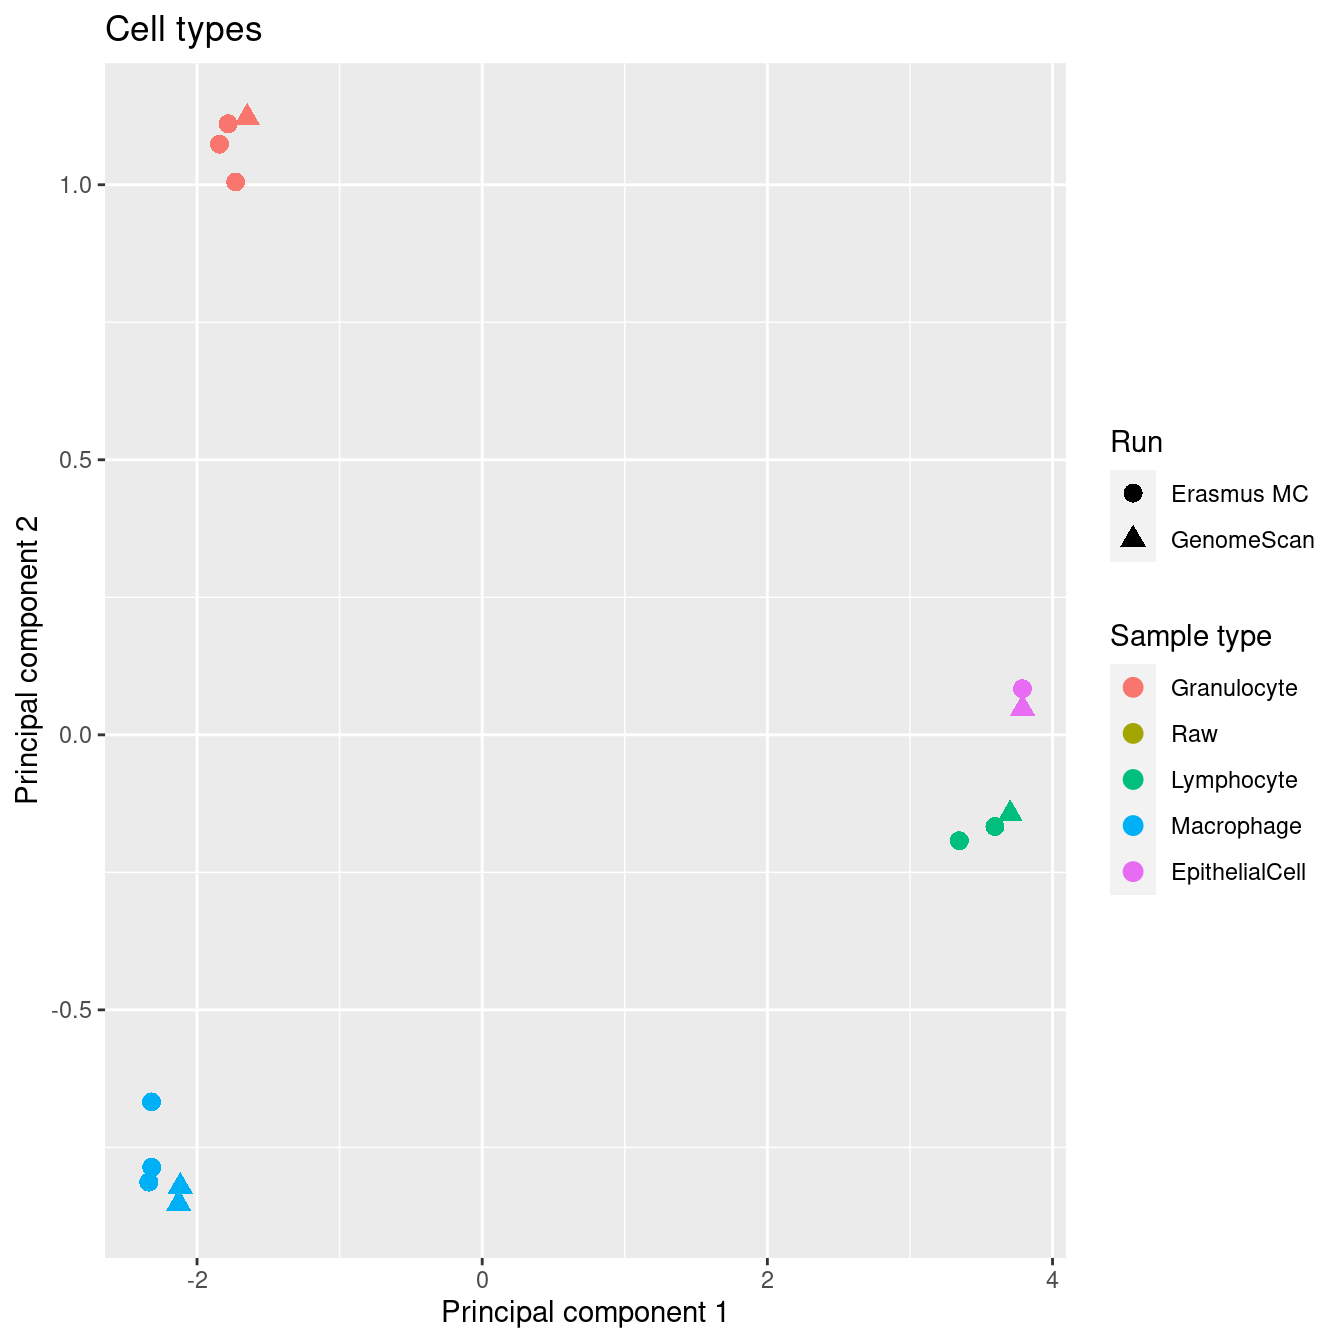 Cell types
1.0
0.5
0.0
-0.5
Principal component 2
-2
0
2
4
Principal component 1
Run
Erasmus MC
GenomeScan
Sample type
Granulocyte
Raw
Lymphocyte
Macrophage
EpithelialCell